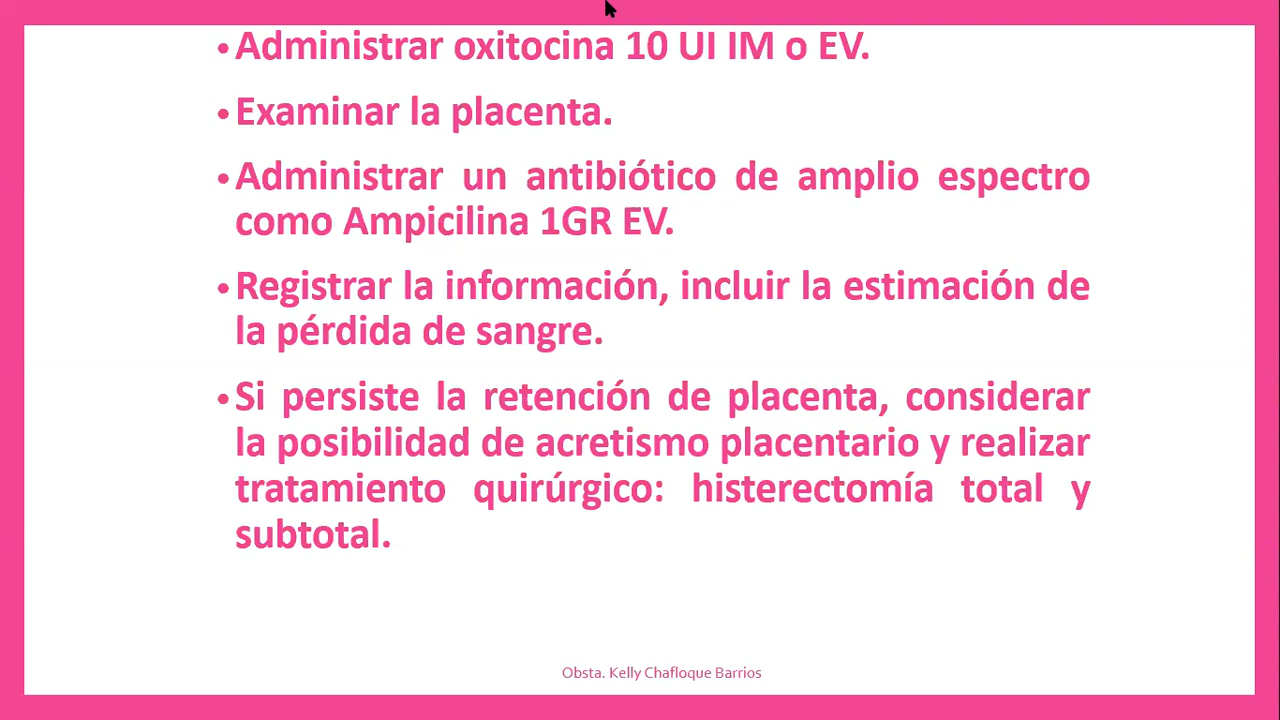 • Administrar oxitocina 10 UI IM o EV.
• Examinar la placenta.
• Administrar un antibiótico de amplio espectro
como Ampicilina 1GR EV.
• Registrar la información, incluir la estimación de
la pérdida de sangre.
• Si persiste la retención de placenta, considerar
la posibilidad de acretismo placentario y realizar
tratamiento quirúrgico: histerectomía total y
subtotal.
Obsta. Kelly Chafloque Barrios